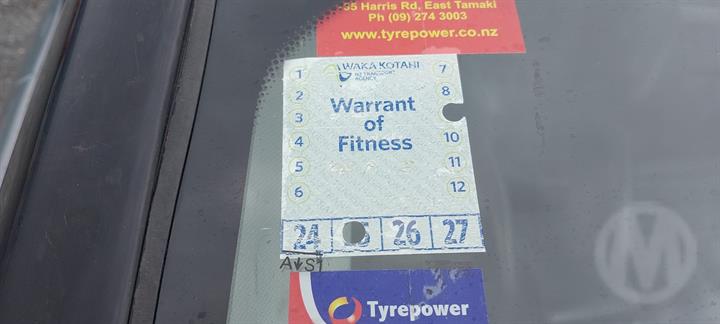 55 Harris Rd, East Tamaki
Ph (09) 274 3003
www.tyrepower.co.nz
WAKA KOTAHI
NZ TRANSPORT
AGENCY
1 7
2 8
3
4 10
5 11
6 12
Warrant
of
Fitness
24 26 27
Tyrepower
M